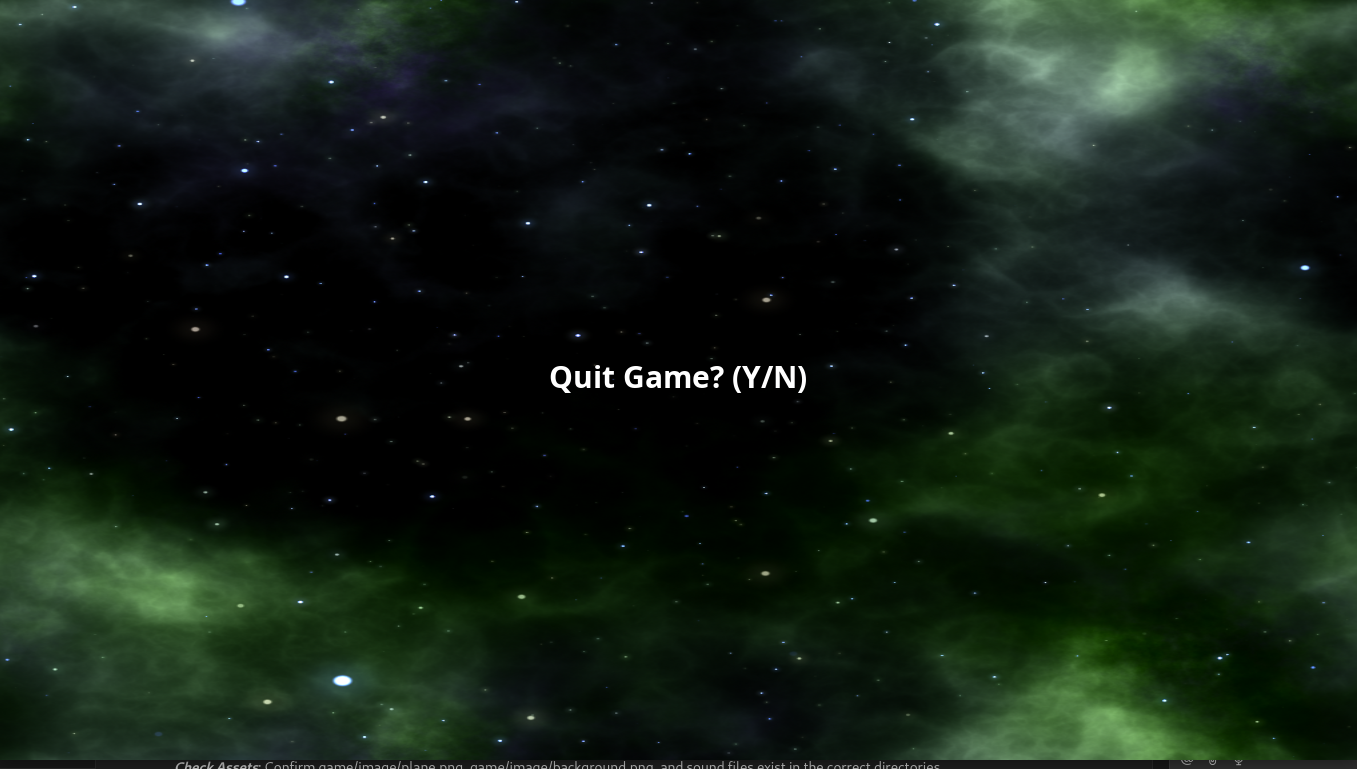 Quit Game? (Y/N)
Check Assets: Confirm game/image/plane.png, game/image/background.png, and sound files exist in the correct directories.